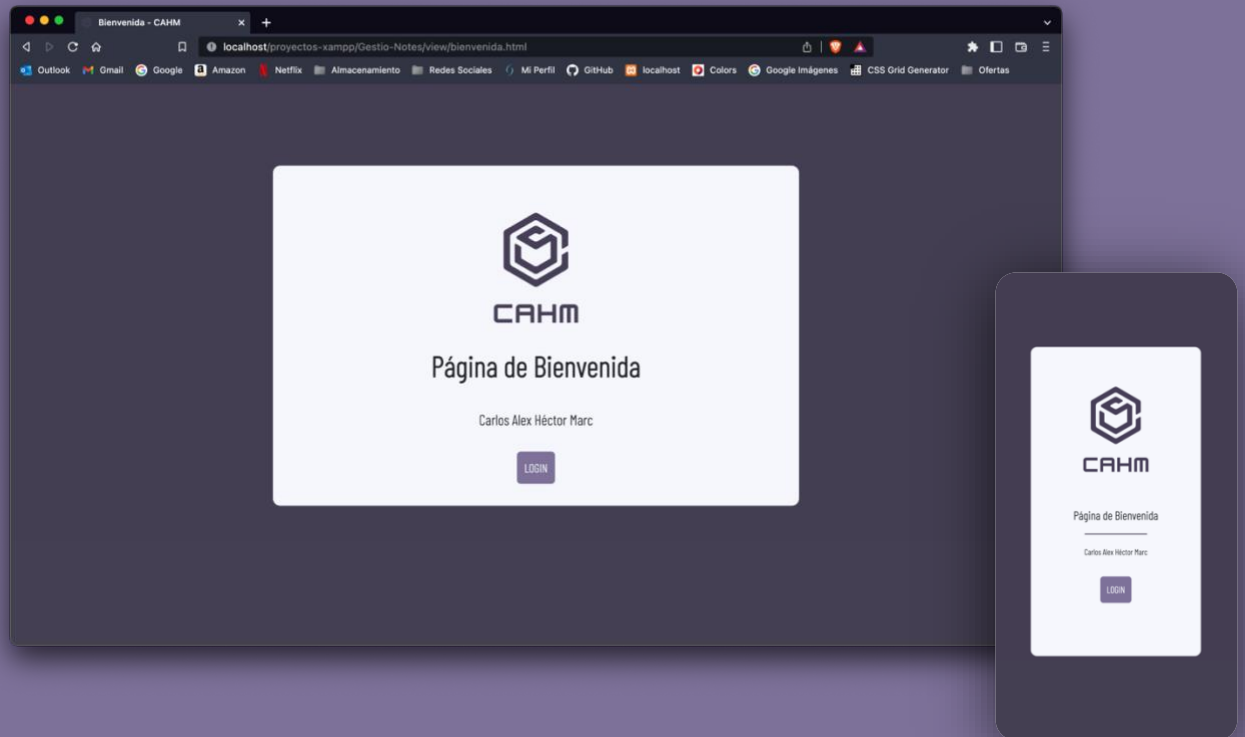 Bienvenida - CAHM
localhost/proyectos-xampp/Gestio-Notes/view/bienvenida.html
Outlook Gmail Google Amazon Netflix Almacenamiento Redes Sociales Mi Perfil GitHub localhost Colors Google Imágenes CSS Grid Generator Ofertas
CAHM
Página de Bienvenida
Carlos Alex Héctor Marc
LOGIN
CAHM
Página de Bienvenida
Carlos Alex Héctor Marc
LOGIN